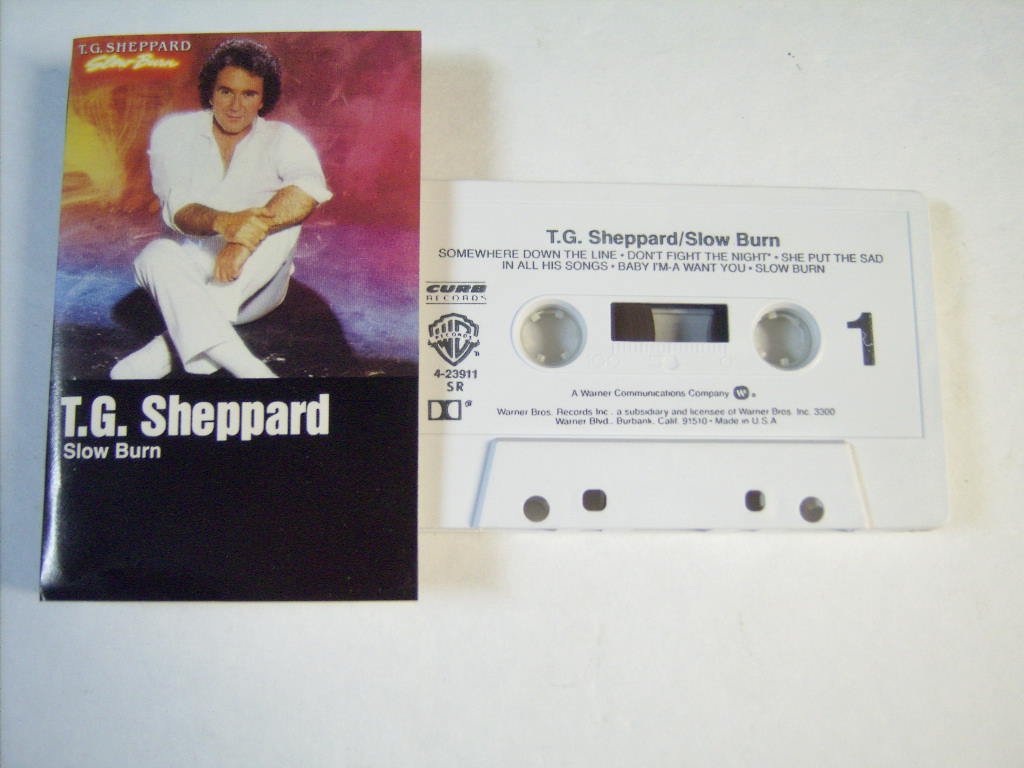 T.G. SHEPPARD
Slow Burn
T.G. Sheppard
Slow Burn
T.G. Sheppard/Slow Burn
SOMEWHERE DOWN THE LINE • DON'T FIGHT THE NIGHT* • SHE PUT THE SAD
IN ALL HIS SONGS • BABY I'M-A WANT YOU • SLOW BURN
CURB
RECORDS
RECORDS
4-23911
SR
1
A Warner Communications Company
Warner Bros. Records Inc., a subsidiary and licensee of Warner Bros. Inc. 3300
Warner Blvd., Burbank, Calif. 91510 • Made in U.S.A